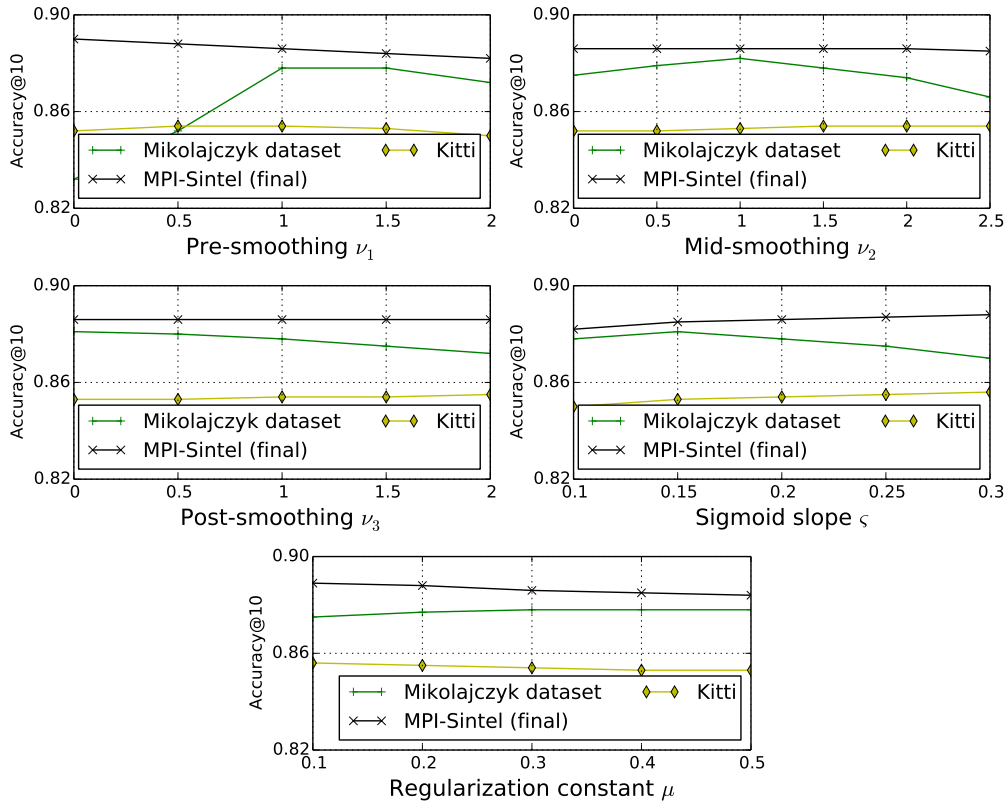 Accuracy@10
0.90
0.86
0.82
Mikolajczyk dataset
Kitti
MPI-Sintel (final)
0 0.5 1 1.5 2
Pre-smoothing ν₁
Accuracy@10
0.90
0.86
0.82
Mikolajczyk dataset
Kitti
MPI-Sintel (final)
0 0.5 1 1.5 2 2.5
Mid-smoothing ν₂
Accuracy@10
0.90
0.86
0.82
Mikolajczyk dataset
Kitti
MPI-Sintel (final)
0 0.5 1 1.5 2
Post-smoothing ν₃
Accuracy@10
0.90
0.86
0.82
Mikolajczyk dataset
Kitti
MPI-Sintel (final)
0.1 0.15 0.2 0.25 0.3
Sigmoid slope ς
Accuracy@10
0.90
0.86
0.82
Mikolajczyk dataset
Kitti
MPI-Sintel (final)
0.1 0.2 0.3 0.4 0.5
Regularization constant μ